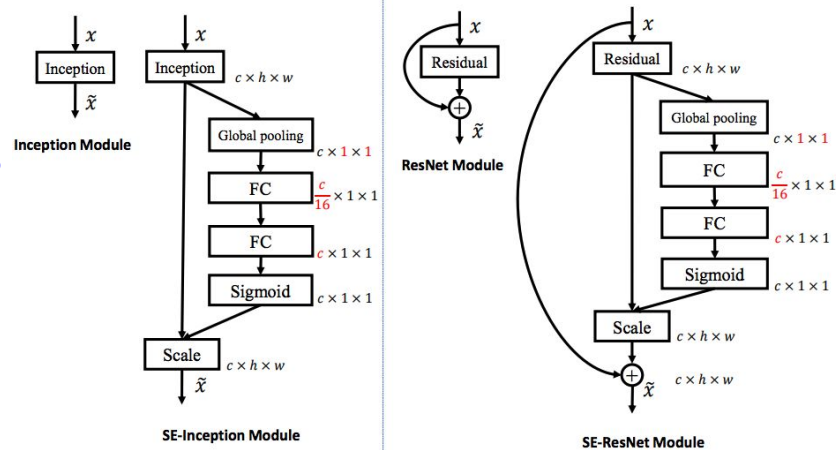 x
Inception
x̃
Inception Module
x
Inception
c × h × w
Global pooling
c × 1 × 1
FC
c/16 × 1 × 1
FC
c × 1 × 1
Sigmoid
c × 1 × 1
Scale
c × h × w
x̃
SE-Inception Module
x
Residual
+
x̃
ResNet Module
x
Residual
c × h × w
Global pooling
c × 1 × 1
FC
c/16 × 1 × 1
FC
c × 1 × 1
Sigmoid
c × 1 × 1
Scale
c × h × w
+
x̃
c × h × w
SE-ResNet Module